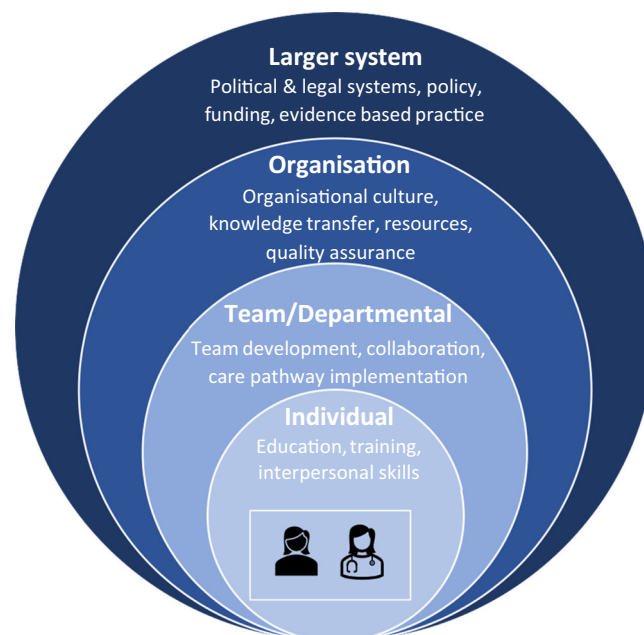 Larger system
Political & legal systems, policy,
funding, evidence based practice
Organisation
Organisational culture,
knowledge transfer, resources,
quality assurance
Team/Departmental
Team development, collaboration,
care pathway implementation
Individual
Education, training,
interpersonal skills